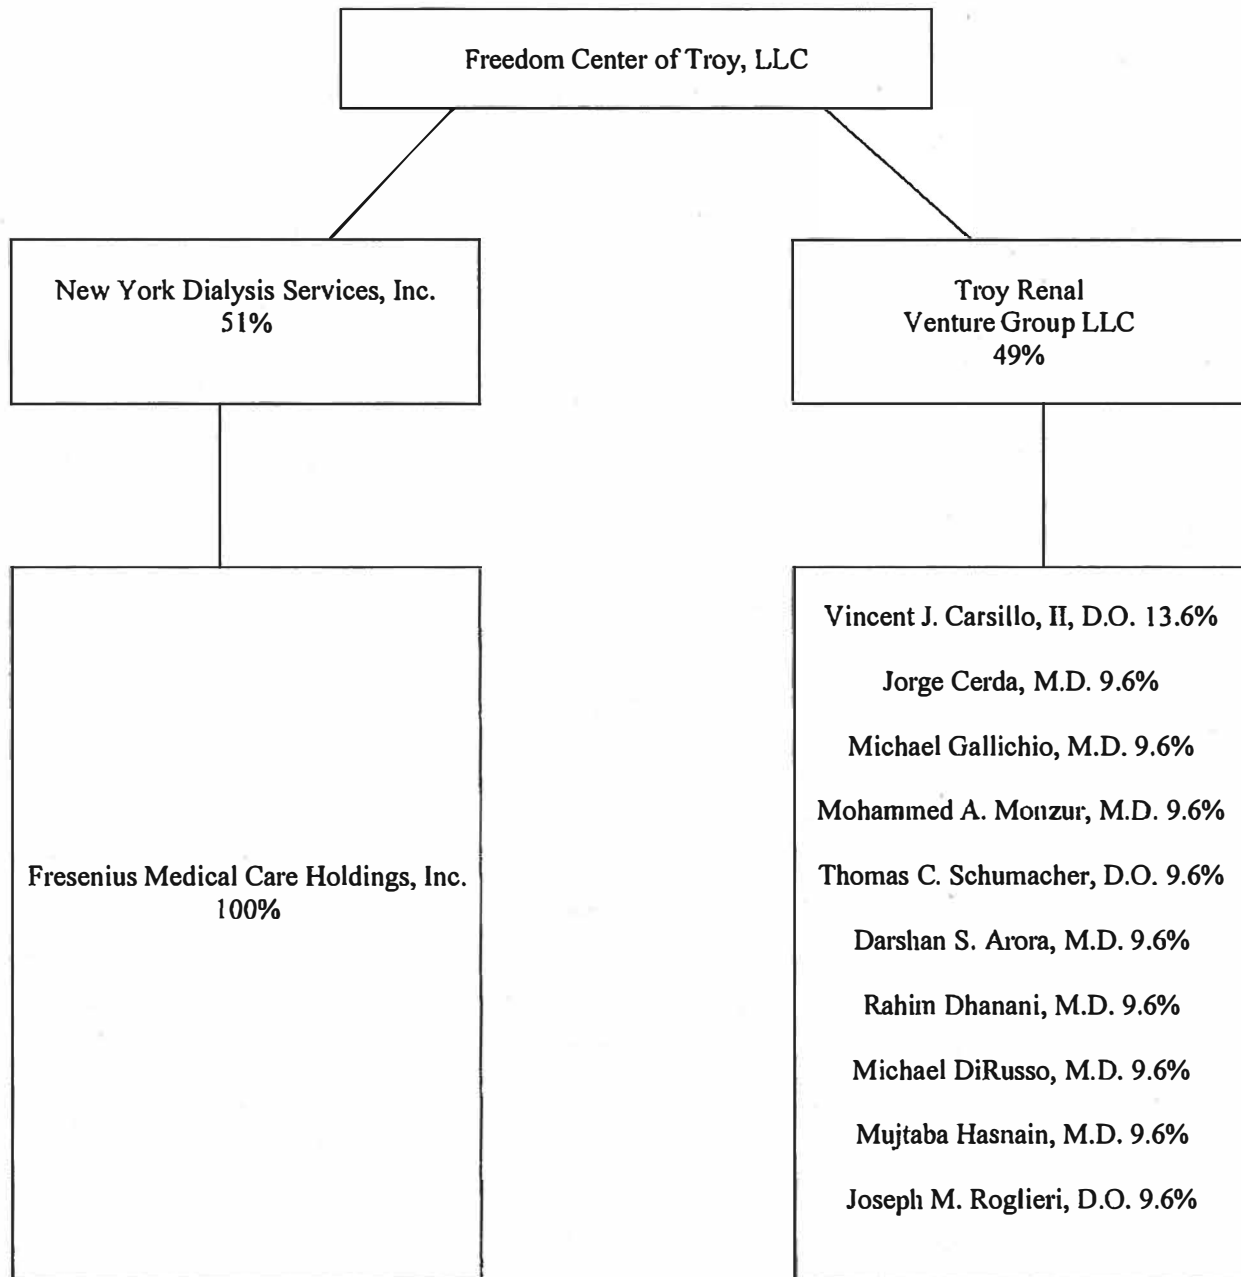 Freedom Center of Troy, LLC
New York Dialysis Services, Inc.
51%
Troy Renal
Venture Group LLC
49%
Fresenius Medical Care Holdings, Inc.
100%
Vincent J. Carsillo, II, D.O. 13.6%
Jorge Cerda, M.D. 9.6%
Michael Gallichio, M.D. 9.6%
Mohammed A. Monzur, M.D. 9.6%
Thomas C. Schumacher, D.O. 9.6%
Darshan S. Arora, M.D. 9.6%
Rahim Dhanani, M.D. 9.6%
Michael DiRusso, M.D. 9.6%
Mujtaba Hasnain, M.D. 9.6%
Joseph M. Roglieri, D.O. 9.6%